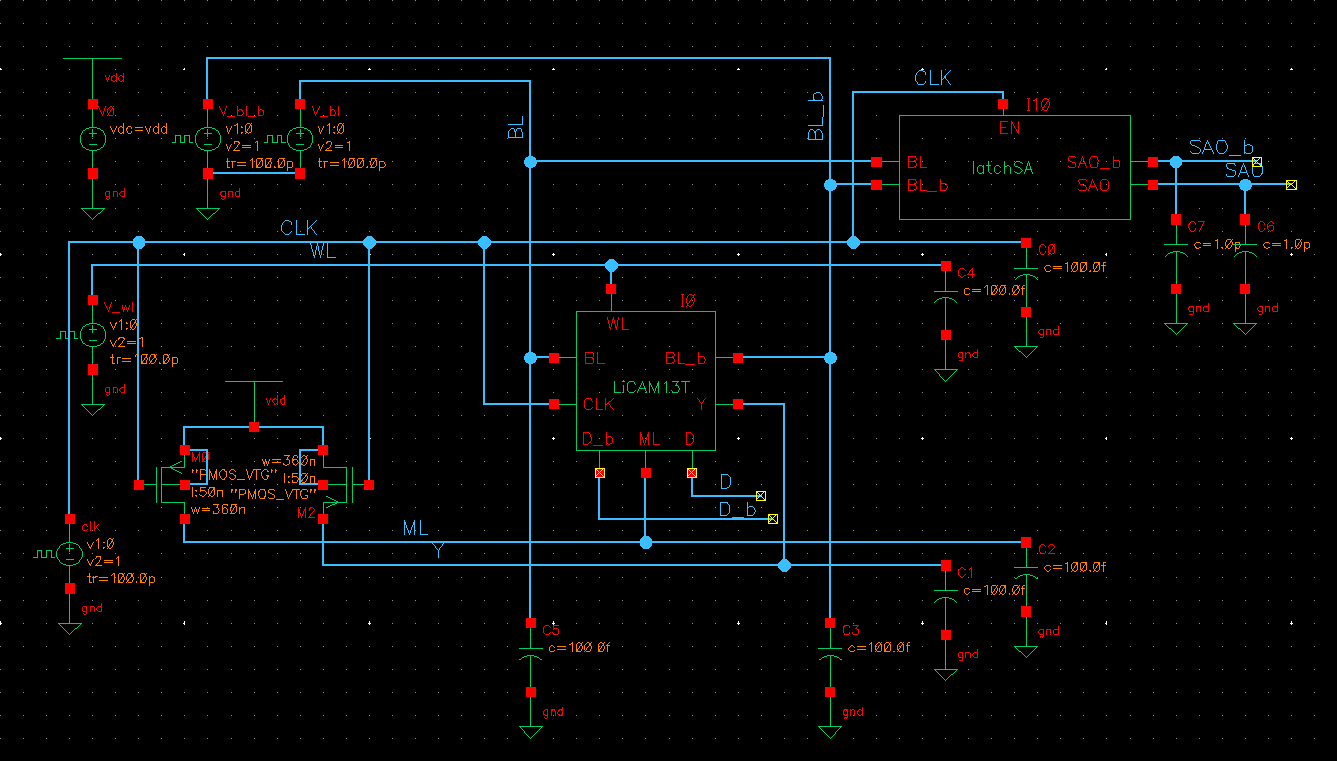 vdd
V0
vdc=vdd
gnd
V_bl_b
v1:0
v2=1
tr=100.0p
gnd
V_bl
v1:0
v2=1
tr=100.0p
BL
BL_b
CLK
I10
EN
BL
BL_b
latchSA
SAO_b
SAO
SAO_b
SAO
C7
c=1.0p
gnd
C6
c=1.0p
gnd
CLK
WL
C0
c=100.0f
gnd
C4
c=100.0f
gnd
V_wl
v1:0
v2=1
tr=100.0p
gnd
I0
WL
BL
BL_b
LiCAM13T
CLK
Y
D_b
ML
D
D
D_b
vdd
M0
"PMOS_VTG"
l:50n
w=360n
w=360n
l:50n
"PMOS_VTG"
M2
ML
Y
clk
v1:0
v2=1
tr=100.0p
gnd
C2
c=100.0f
gnd
C1
c=100.0f
gnd
C5
c=100.0f
gnd
C3
c=100.0f
gnd